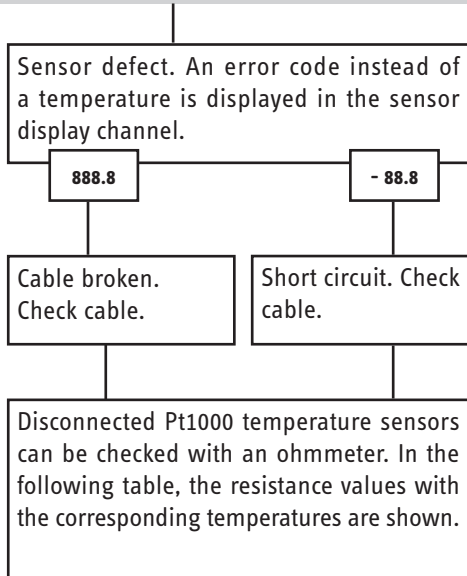 Sensor defect. An error code instead of
a temperature is displayed in the sensor
display channel.
888.8
- 88.8
Cable broken.
Check cable.
Short circuit. Check
cable.
Disconnected Pt1000 temperature sensors
can be checked with an ohmmeter. In the
following table, the resistance values with
the corresponding temperatures are shown.